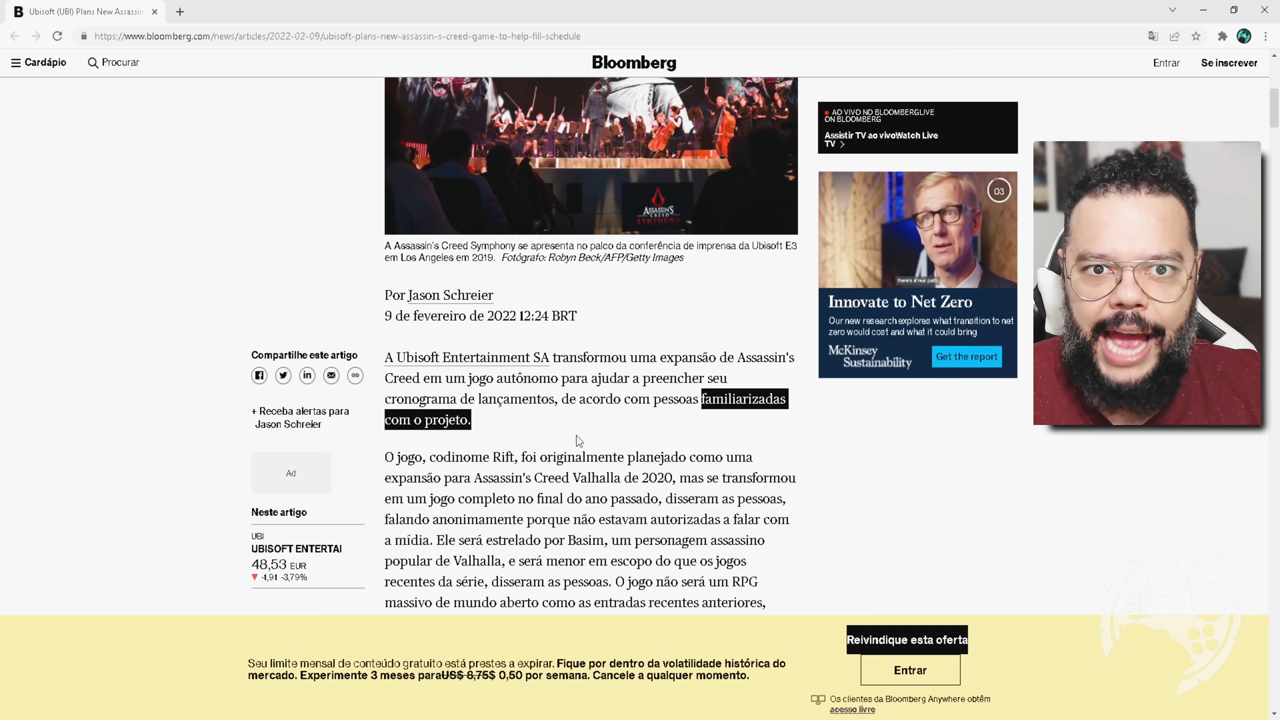 B Ubisoft (UBI) Plans New Assassin
https://www.bloomberg.com/news/articles/2022-02-09/ubisoft-plans-new-assassin-s-creed-game-to-help-fill-schedule
Cardápio Procurar Bloomberg Entrar Se inscrever
ASSASSIN'S
CREED
SYMPHONY
A Assassin's Creed Symphony se apresenta no palco da conferência de imprensa da Ubisoft E3
em Los Angeles em 2019. Fotógrafo: Robyn Beck/AFP/Getty Images
Por Jason Schreier
9 de fevereiro de 2022 12:24 BRT
Compartilhe este artigo
+ Receba alertas para
Jason Schreier
Ad
Neste artigo
UBI
UBISOFT ENTERTAI
48,53 EUR
▼ -1,91 -3,79%
A Ubisoft Entertainment SA transformou uma expansão de Assassin's
Creed em um jogo autônomo para ajudar a preencher seu
cronograma de lançamentos, de acordo com pessoas familiarizadas
com o projeto.
O jogo, codinome Rift, foi originalmente planejado como uma
expansão para Assassin's Creed Valhalla de 2020, mas se transformou
em um jogo completo no final do ano passado, disseram as pessoas,
falando anonimamente porque não estavam autorizadas a falar com
a mídia. Ele será estrelado por Basim, um personagem assassino
popular de Valhalla, e será menor em escopo do que os jogos
recentes da série, disseram as pessoas. O jogo não será um RPG
massivo de mundo aberto como as entradas recentes anteriores,
AO VIVO NO BLOOMBERGLIVE
ON BLOOMBERG
Assistir TV ao vivoWatch Live
TV
03
there's a real path
Innovate to Net Zero
Our new research explores what transition to net
zero would cost and what it could bring
McKinsey
Sustainability
Get the report
Seu limite mensal de conteúdo gratuito está prestes a expirar. Fique por dentro da volatilidade histórica do
mercado. Experimente 3 meses paraUS$ 8,75$ 0,50 por semana. Cancele a qualquer momento.
Reivindique esta oferta
Entrar
Os clientes da Bloomberg Anywhere obtêm
acesso livre